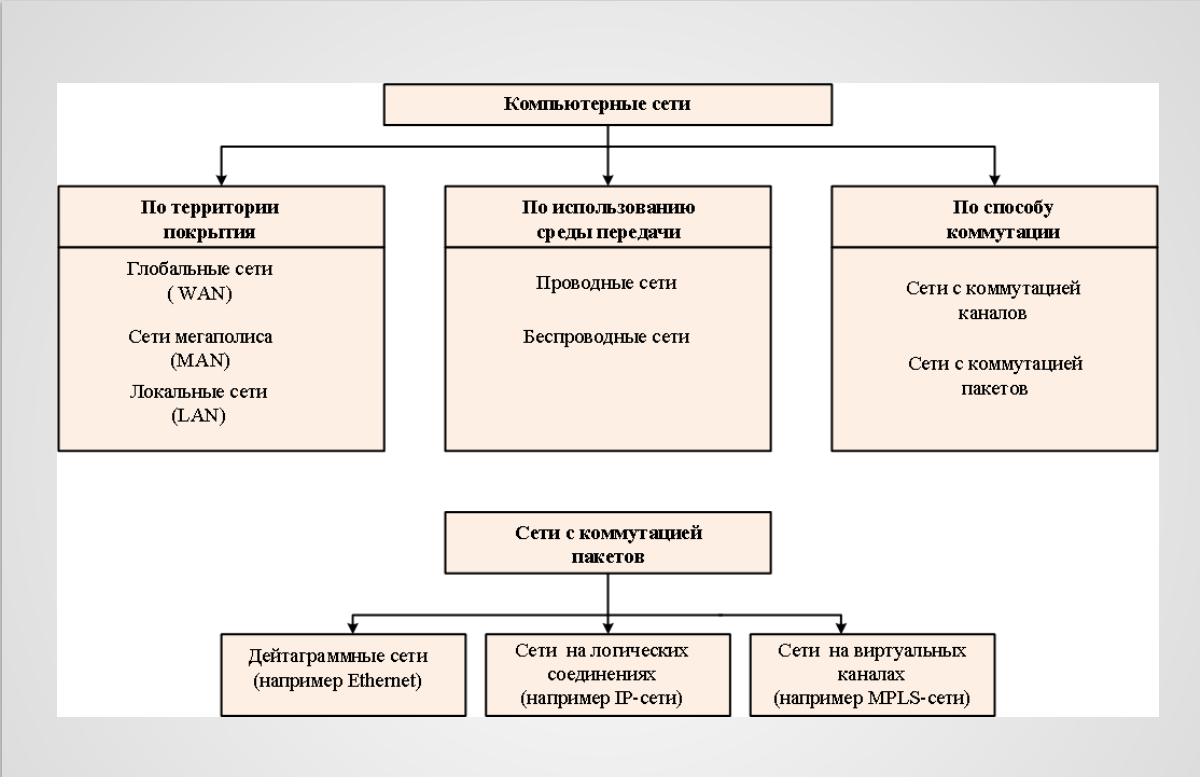 Компьютерные сети
По территории
покрытия
Глобальные сети
( WAN)
Сети мегаполиса
(MAN)
Локальные сети
(LAN)
По использованию
среды передачи
Проводные сети
Беспроводные сети
По способу
коммутации
Сети с коммутацией
каналов
Сети с коммутацией
пакетов
Сети с коммутацией
пакетов
Дейтаграммные сети
(например Ethernet)
Сети на логических
соединениях
(например IP-сети)
Сети на виртуальных
каналах
(например MPLS-сети)